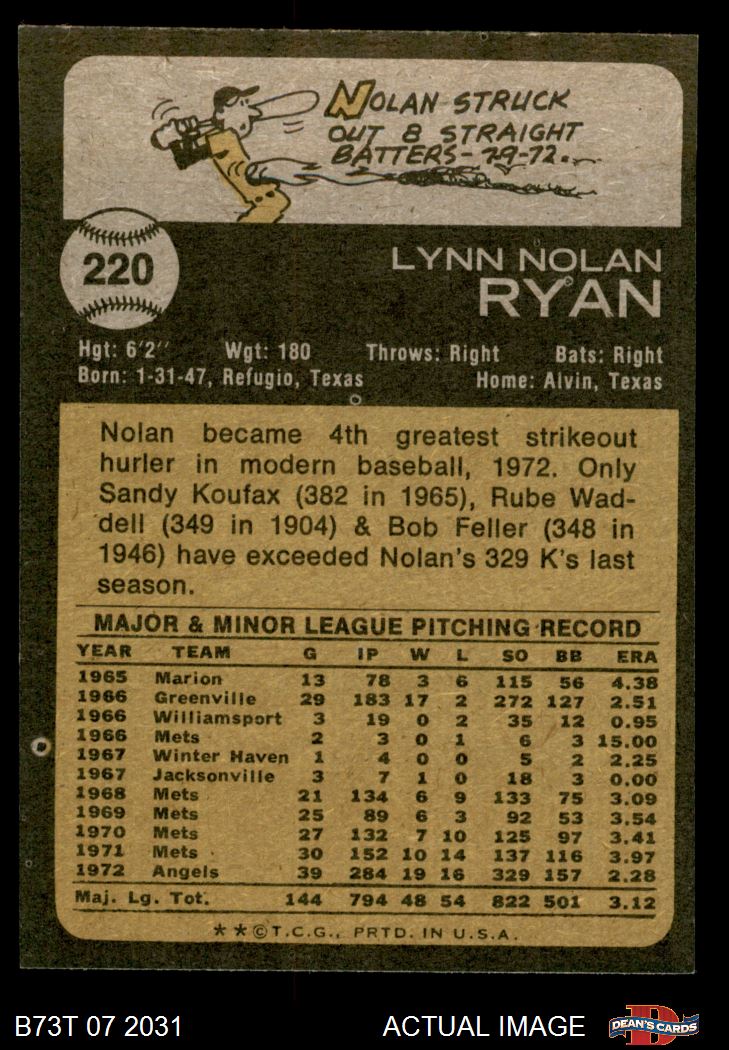 NOLAN STRUCK
OUT 8 STRAIGHT
BATTERS-7-9-72...
220
LYNN NOLAN
RYAN
Hgt: 6'2" Wgt: 180 Throws: Right Bats: Right
Born: 1-31-47, Refugio, Texas Home: Alvin, Texas
Nolan became 4th greatest strikeout
hurler in modern baseball, 1972. Only
Sandy Koufax (382 in 1965), Rube Wad-
dell (349 in 1904) & Bob Feller (348 in
1946) have exceeded Nolan's 329 K's last
season.
MAJOR & MINOR LEAGUE PITCHING RECORD
YEAR TEAM G IP W L SO BB ERA
1965 Marion 13 78 3 6 115 56 4.38
1966 Greenville 29 183 17 2 272 127 2.51
1966 Williamsport 3 19 0 2 35 12 0.95
1966 Mets 2 3 0 1 6 3 15.00
1967 Winter Haven 1 4 0 0 5 2 2.25
1967 Jacksonville 3 7 1 0 18 3 0.00
1968 Mets 21 134 6 9 133 75 3.09
1969 Mets 25 89 6 3 92 53 3.54
1970 Mets 27 132 7 10 125 97 3.41
1971 Mets 30 152 10 14 137 116 3.97
1972 Angels 39 284 19 16 329 157 2.28
Maj. Lg. Tot. 144 794 48 54 822 501 3.12
**©T.C.G., PRTD. IN U.S.A.
B73T 07 2031 ACTUAL IMAGE D DEAN'S CARDS